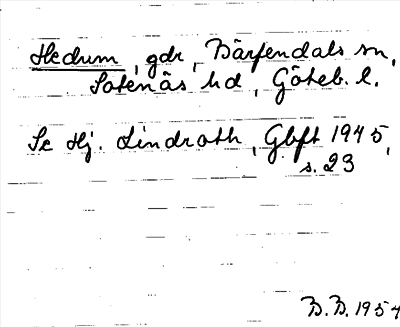 Hedum, gdr, Bärfendals sn,
Sotenäs hd, Göteb. l.
Se Hj. Lindroth, Gbft 1945,
s. 23
B.B. 1954